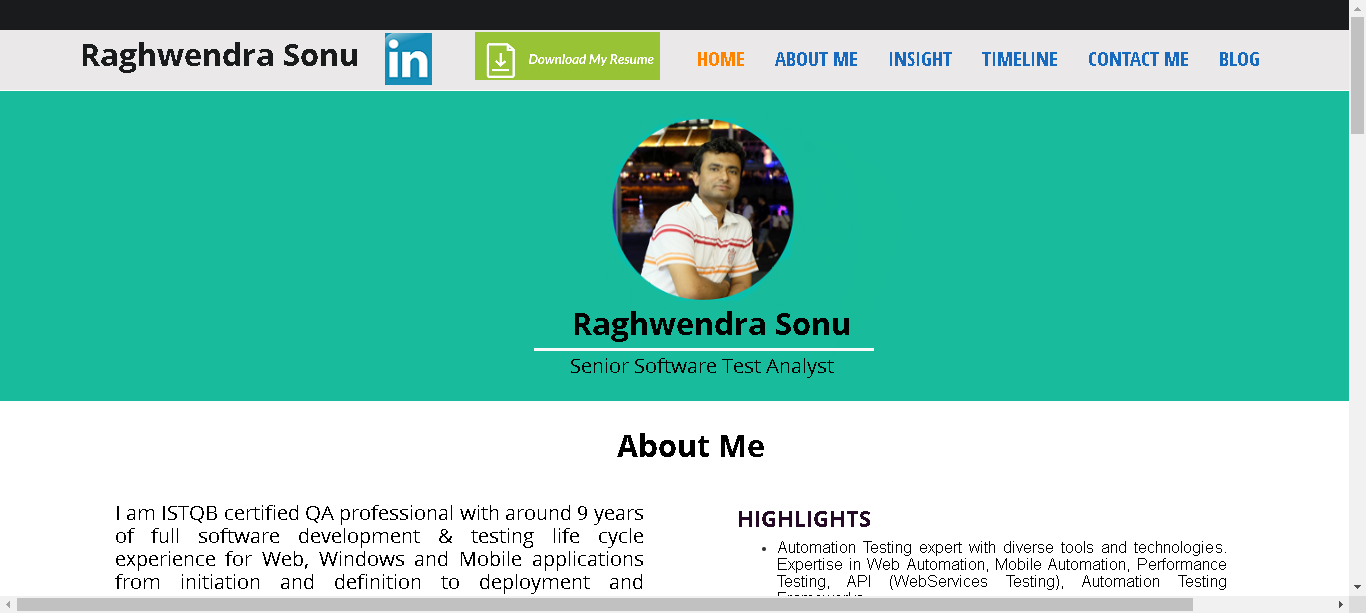 Raghwendra Sonu
in
Download My Resume
HOME
ABOUT ME
INSIGHT
TIMELINE
CONTACT ME
BLOG
Raghwendra Sonu
Senior Software Test Analyst
About Me
I am ISTQB certified QA professional with around 9 years
of full software development & testing life cycle
experience for Web, Windows and Mobile applications
from initiation and definition to deployment and
HIGHLIGHTS
• Automation Testing expert with diverse tools and technologies.
Expertise in Web Automation, Mobile Automation, Performance
Testing, API (WebServices Testing), Automation Testing